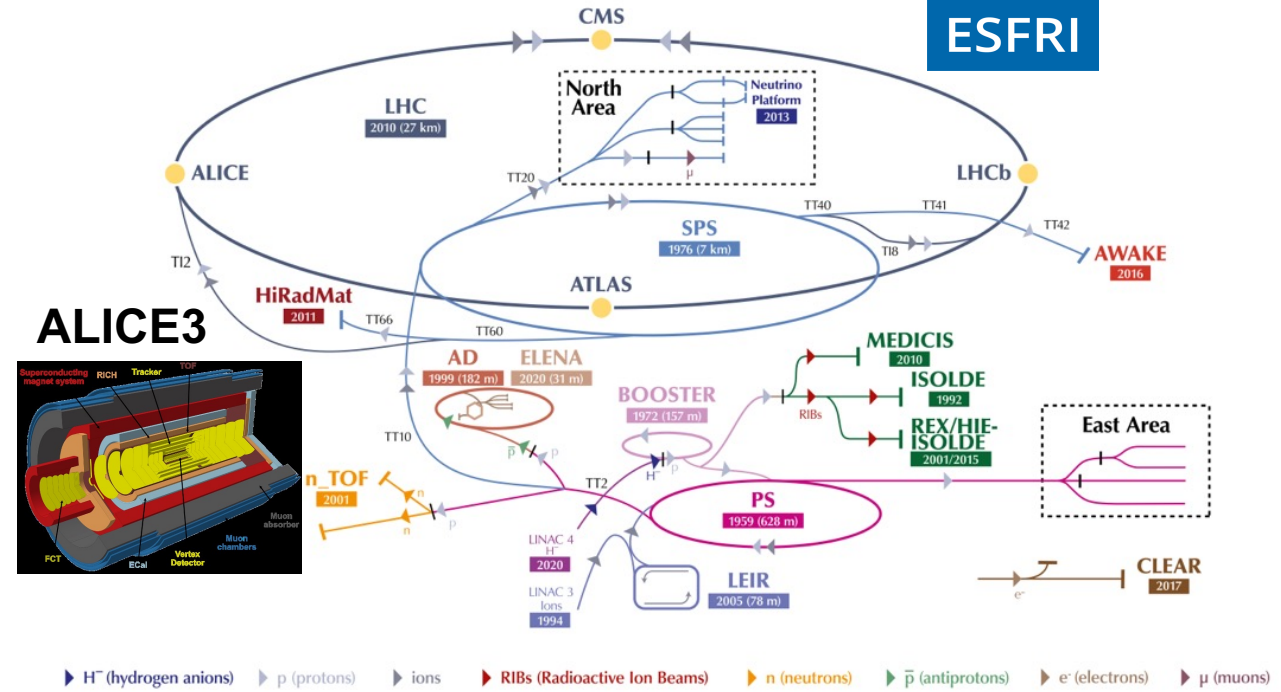 CMS
ESFRI
North
Area
Neutrino
Platform
2013
LHC
2010 (27 km)
μ
ALICE
LHCb
TT20
TT40
TT41
TT42
SPS
1976 (7 km)
TI8
AWAKE
2016
TI2
ATLAS
HiRadMat
2011
TT66
TT60
ALICE3
Superconducting
magnet system
RICH
Tracker
TOF
FCT
ECal
Vertex
Detector
Muon
chambers
Muon
absorber
AD
1999 (182 m)
ELENA
2020 (31 m)
MEDICIS
2010
ISOLDE
1992
RIBs
REX/HIE-
ISOLDE
2001/2015
BOOSTER
1972 (157 m)
East Area
TT10
p̅
p
H⁻
p
n_TOF
2001
n
n
p
TT2
PS
1959 (628 m)
LINAC 4
H⁻
2020
LINAC 3
Ions
1994
LEIR
2005 (78 m)
e⁻
CLEAR
2017
H⁻ (hydrogen anions)
p (protons)
ions
RIBs (Radioactive Ion Beams)
n (neutrons)
p̅ (antiprotons)
e⁻ (electrons)
μ (muons)